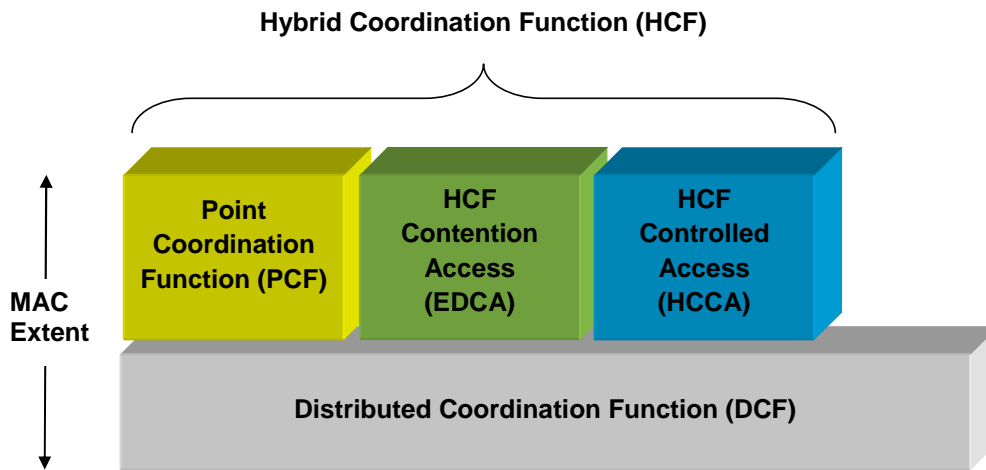 Hybrid Coordination Function (HCF)
Point
Coordination
Function (PCF)
HCF
Contention
Access
(EDCA)
HCF
Controlled
Access
(HCCA)
MAC
Extent
Distributed Coordination Function (DCF)